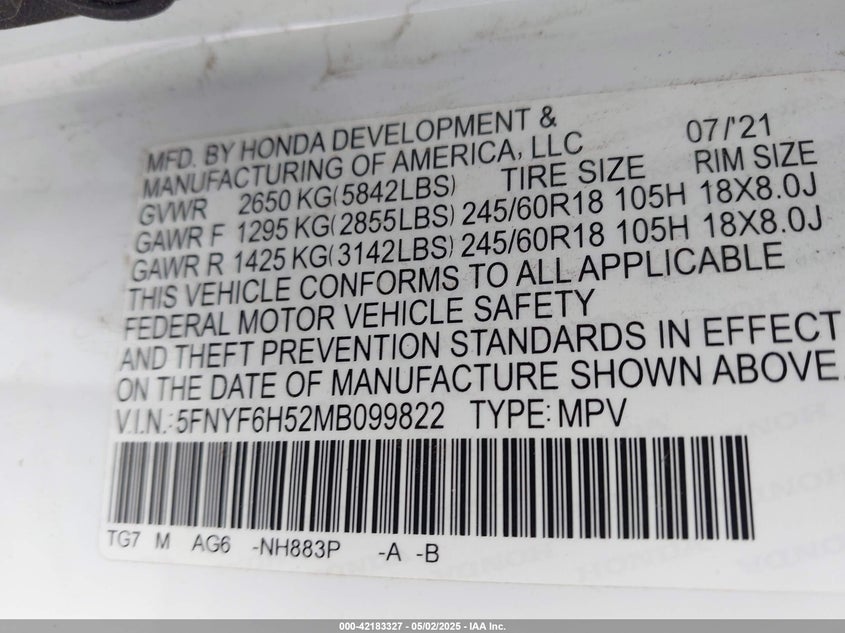 MFD. BY HONDA DEVELOPMENT &
MANUFACTURING OF AMERICA, LLC 07/'21
GVWR 2650 KG(5842LBS) TIRE SIZE RIM SIZE
GAWR F 1295 KG(2855LBS) 245/60R18 105H 18X8.0J
GAWR R 1425 KG(3142LBS) 245/60R18 105H 18X8.0J
THIS VEHICLE CONFORMS TO ALL APPLICABLE
FEDERAL MOTOR VEHICLE SAFETY
AND THEFT PREVENTION STANDARDS IN EFFECT
ON THE DATE OF MANUFACTURE SHOWN ABOVE.
V.I.N.: 5FNYF6H52MB099822 TYPE: MPV
TG7 M AG6 -NH883P -A -B
000-42183327 - 05/02/2025 - IAA Inc.